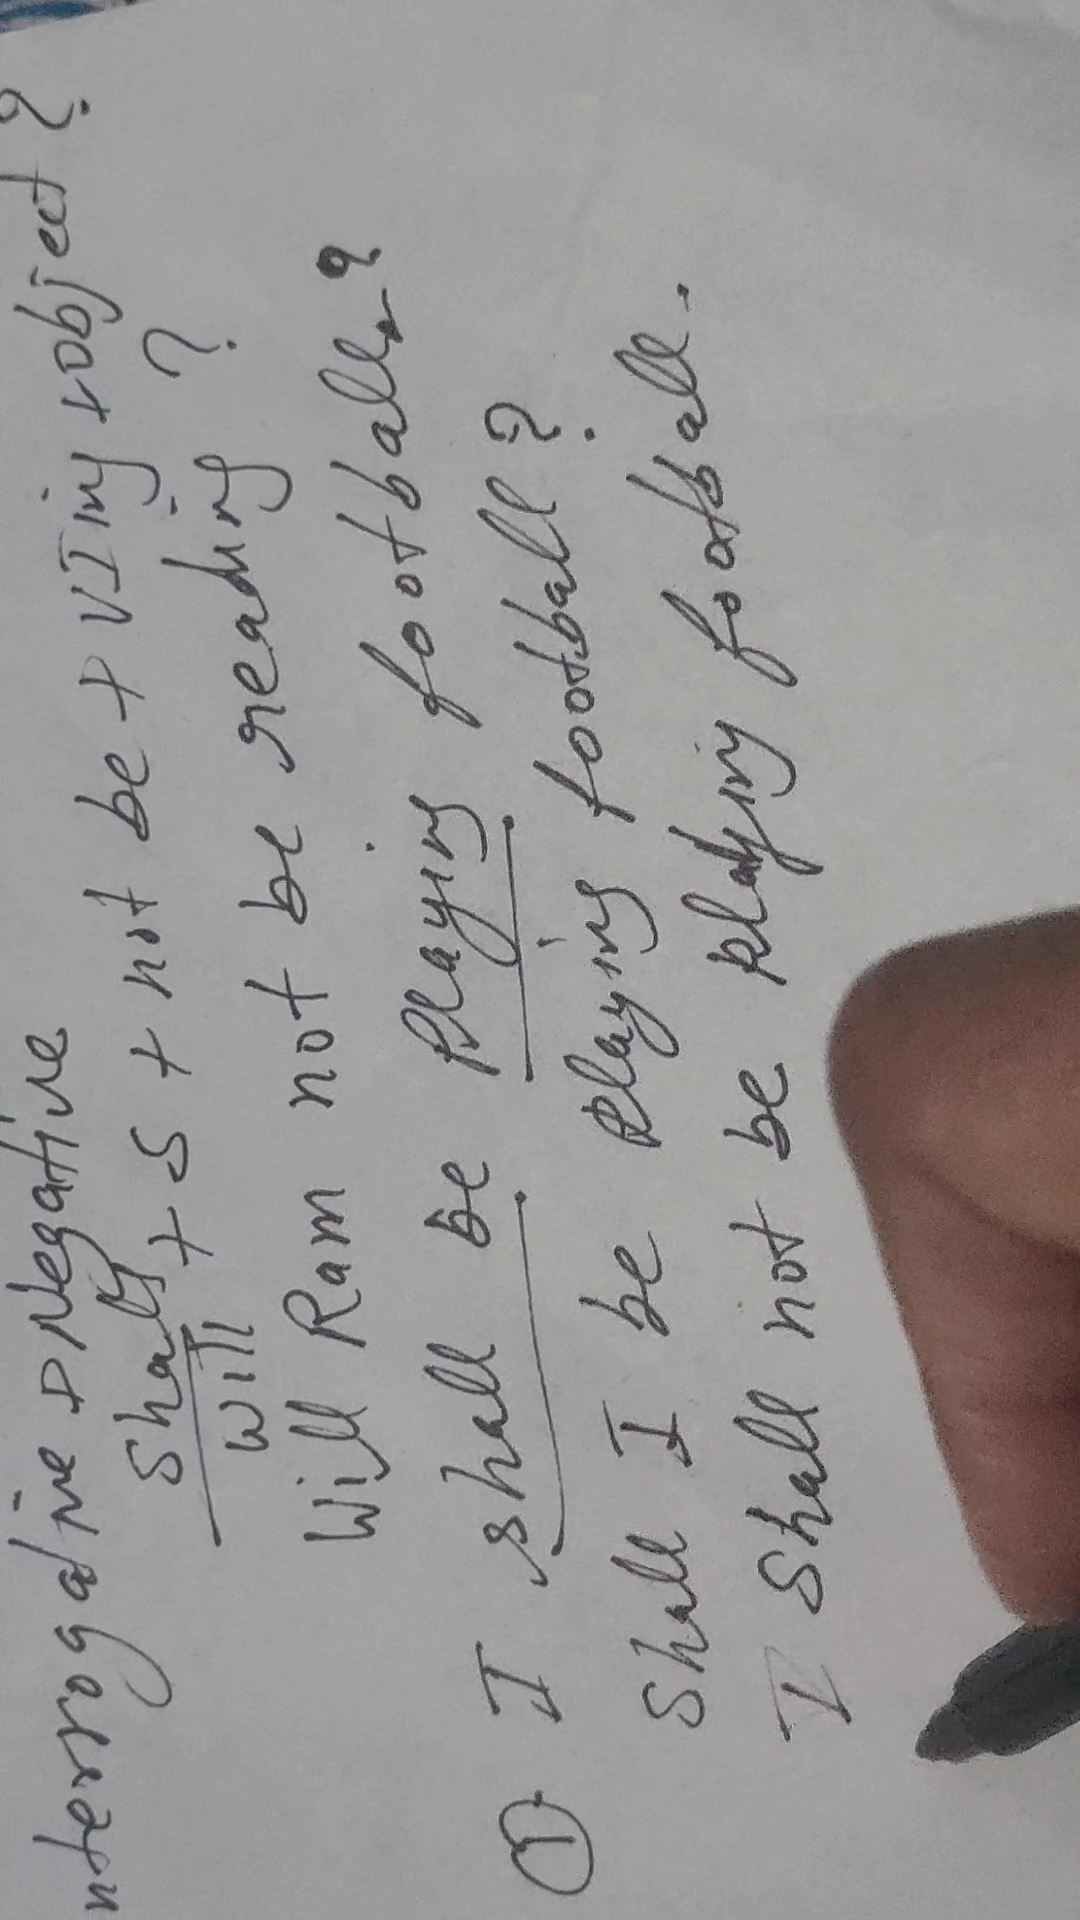 nterrogative + Negative
Shall + S + not be + VIing + object ?
Will
Will Ram not be reading ?
① I shall be Playing football ?
Shall I be Playing football ?
I Shall not be Playing football .